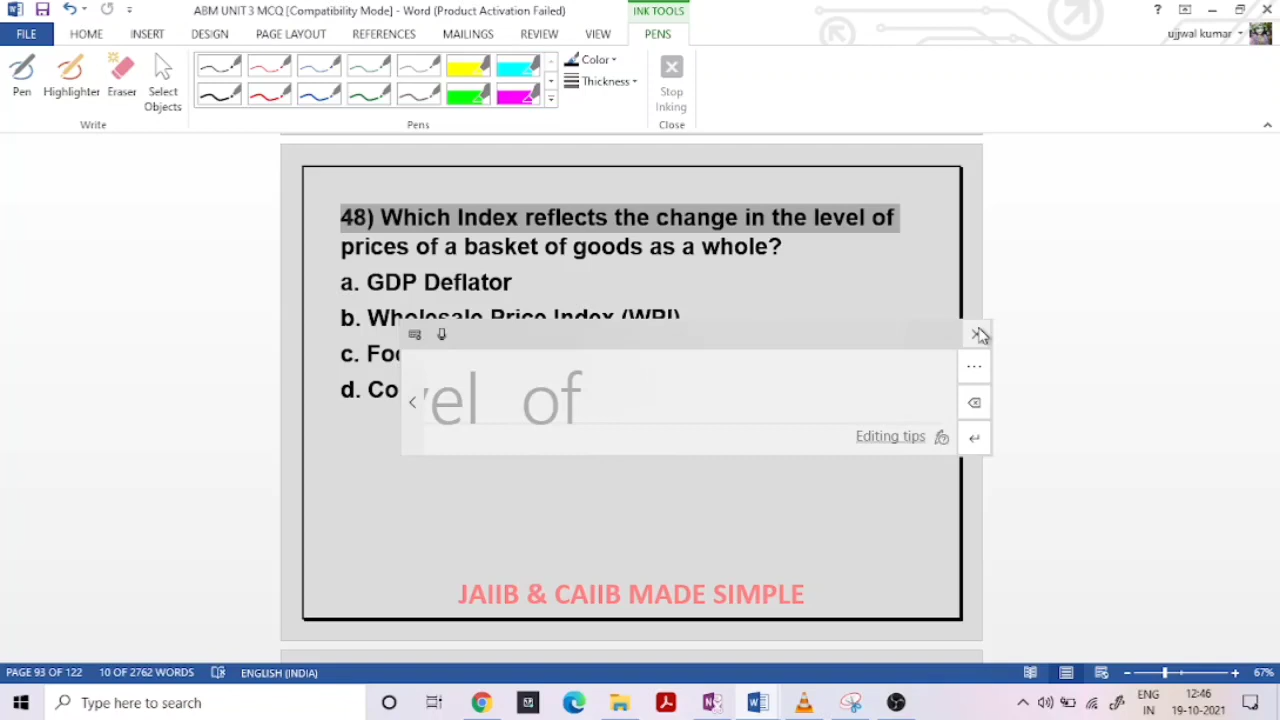 ABM UNIT 3 MCQ [Compatibility Mode] - Word (Product Activation Failed)
INK TOOLS
FILE HOME INSERT DESIGN PAGE LAYOUT REFERENCES MAILINGS REVIEW VIEW PENS
ujjwal kumar
Pen Highlighter Eraser Select Objects
Color
Thickness
Stop Inking
Write Pens Close
48) Which Index reflects the change in the level of
prices of a basket of goods as a whole?
a. GDP Deflator
b. Wholesale Price Index (WPI)
c. Foo
d. Co
vel of
Editing tips
JAIIB & CAIIB MADE SIMPLE
PAGE 93 OF 122 10 OF 2762 WORDS ENGLISH (INDIA) 67%
Type here to search
ENG 12:46
IN 19-10-2021